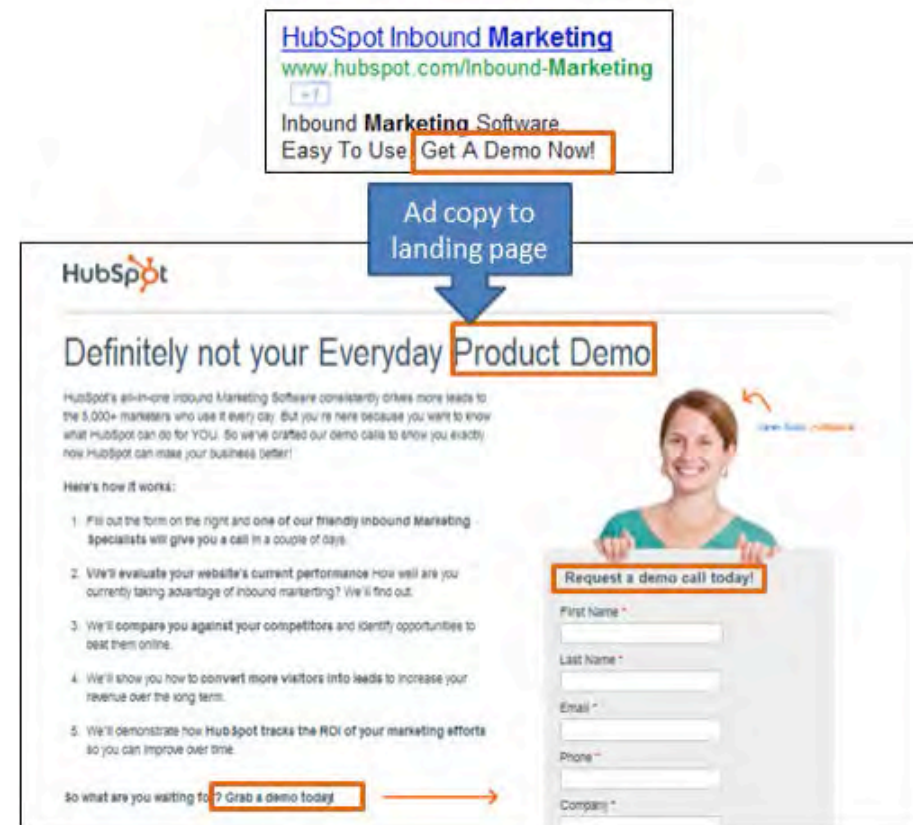 HubSpot Inbound Marketing
www.hubspot.com/Inbound-Marketing
+1
Inbound Marketing Software.
Easy To Use. Get A Demo Now!
Ad copy to
landing page
HubSpot
Definitely not your Everyday Product Demo
HubSpot's all-in-one Inbound Marketing Software consistently drives more leads to
the 5,000+ marketers who use it every day. But you're here because you want to know
what HubSpot can do for YOU. So we've crafted our demo calls to show you exactly
how HubSpot can make your business better!
Here's how it works:
1. Fill out the form on the right and one of our friendly Inbound Marketing
Specialists will give you a call in a couple of days.
2. We'll evaluate your website's current performance How well are you
currently taking advantage of inbound markerting? We'll find out.
3. We'll compare you against your competitors and identify opportunities to
beat them online.
4. We'll show you how to convert more visitors into leads to increase your
revenue over the long term.
5. We'll demonstrate how HubSpot tracks the ROI of your marketing efforts
so you can improve over time.
So what are you waiting for? Grab a demo today!
Request a demo call today!
First Name *
Last Name *
Email *
Phone *
Company *